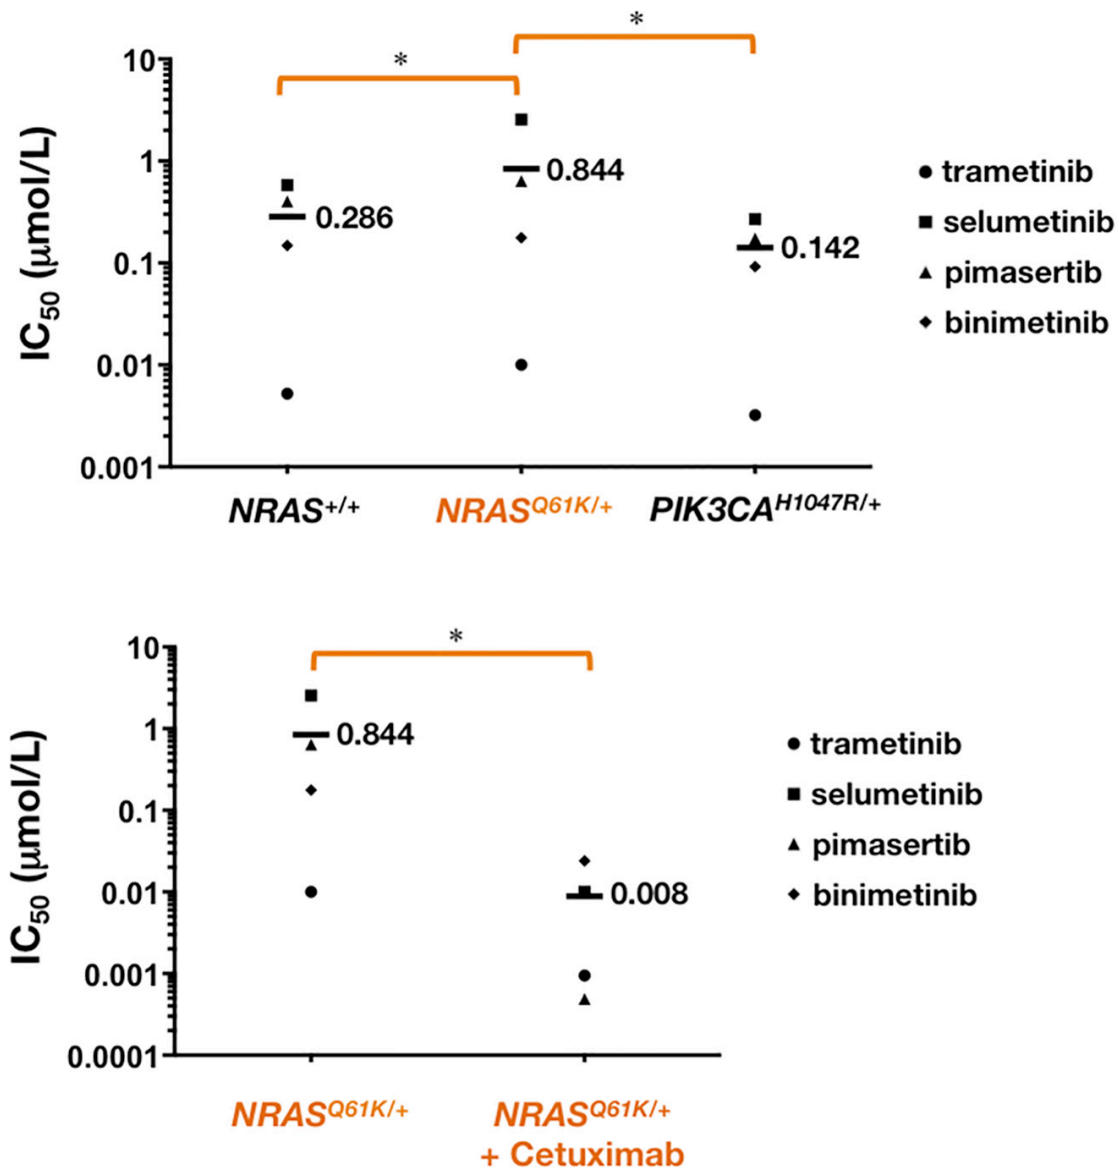 *
*
10
1
0.1
0.01
0.001
IC50 (μmol/L)
0.286
0.844
0.142
trametinib
selumetinib
pimasertib
binimetinib
NRAS+/+
NRASQ61K/+
PIK3CAH1047R/+
*
10
1
0.1
0.01
0.001
0.0001
IC50 (μmol/L)
0.844
0.008
trametinib
selumetinib
pimasertib
binimetinib
NRASQ61K/+
NRASQ61K/+
+ Cetuximab